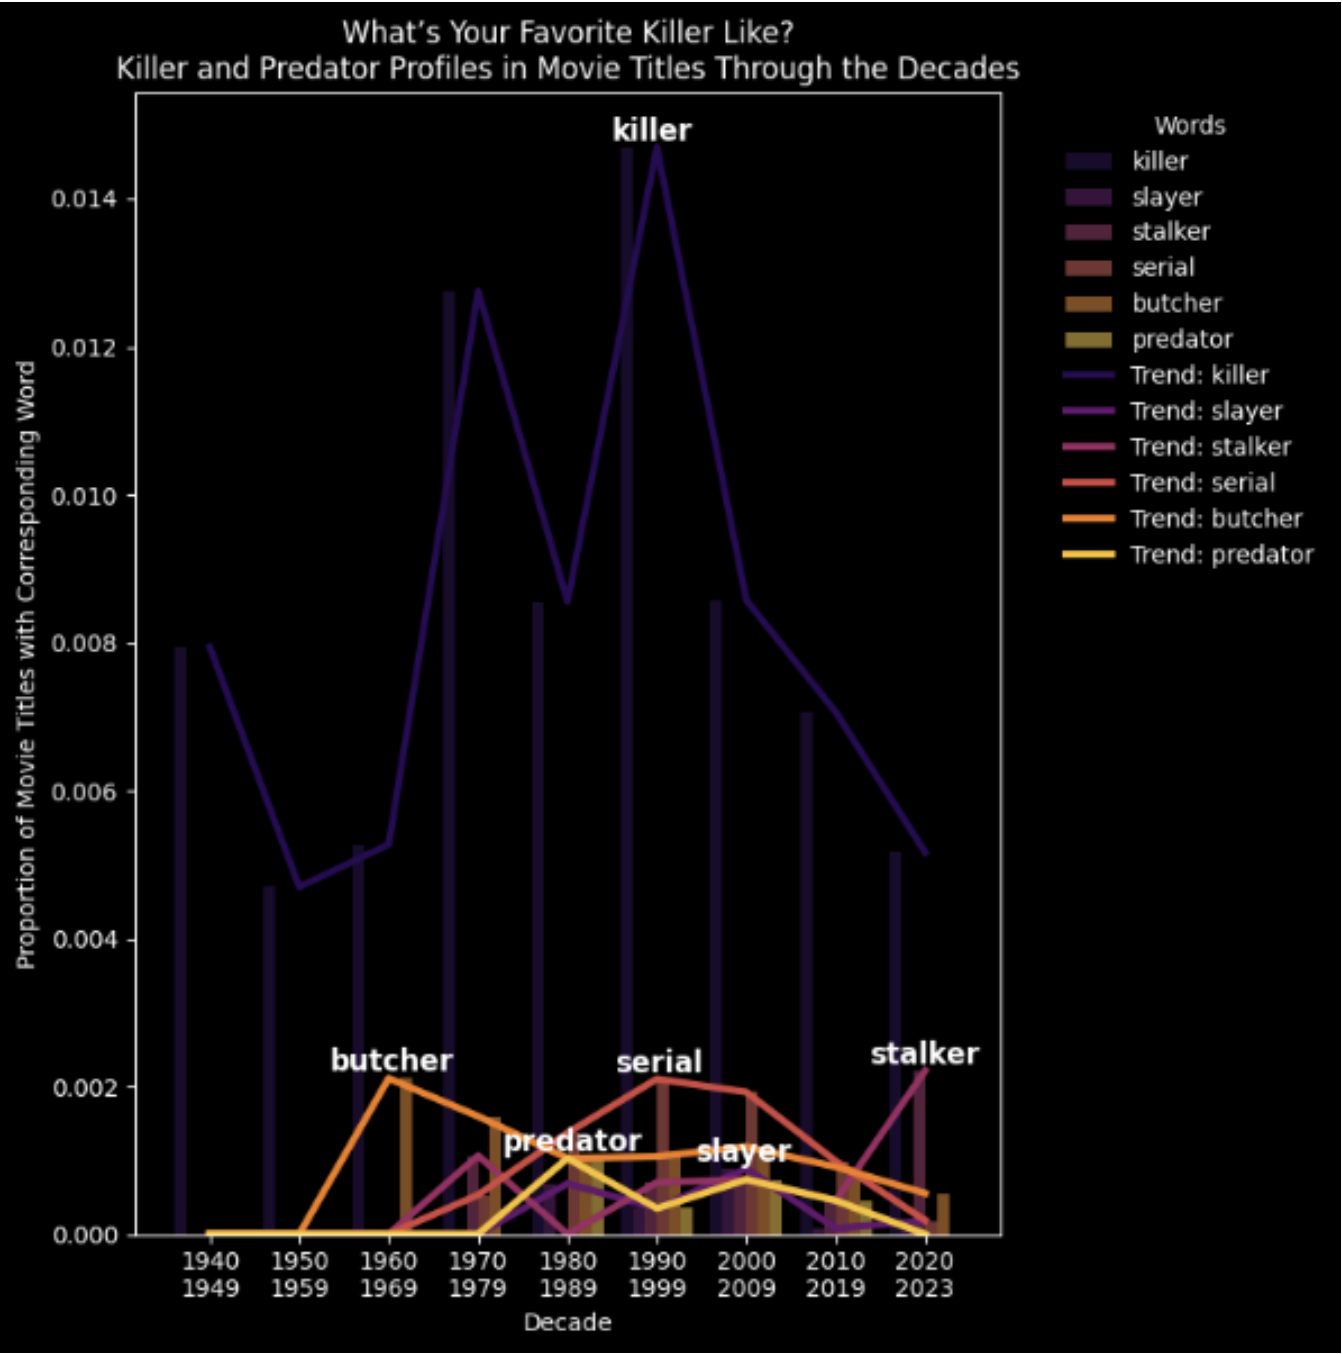 What’s Your Favorite Killer Like?
Killer and Predator Profiles in Movie Titles Through the Decades
killer
Words
killer
slayer
stalker
serial
butcher
predator
Trend: killer
Trend: slayer
Trend: stalker
Trend: serial
Trend: butcher
Trend: predator
0.014
0.012
0.010
0.008
0.006
0.004
0.002
0.000
Proportion of Movie Titles with Corresponding Word
butcher
serial
stalker
predator
slayer
1940 1950 1960 1970 1980 1990 2000 2010 2020
1949 1959 1969 1979 1989 1999 2009 2019 2023
Decade